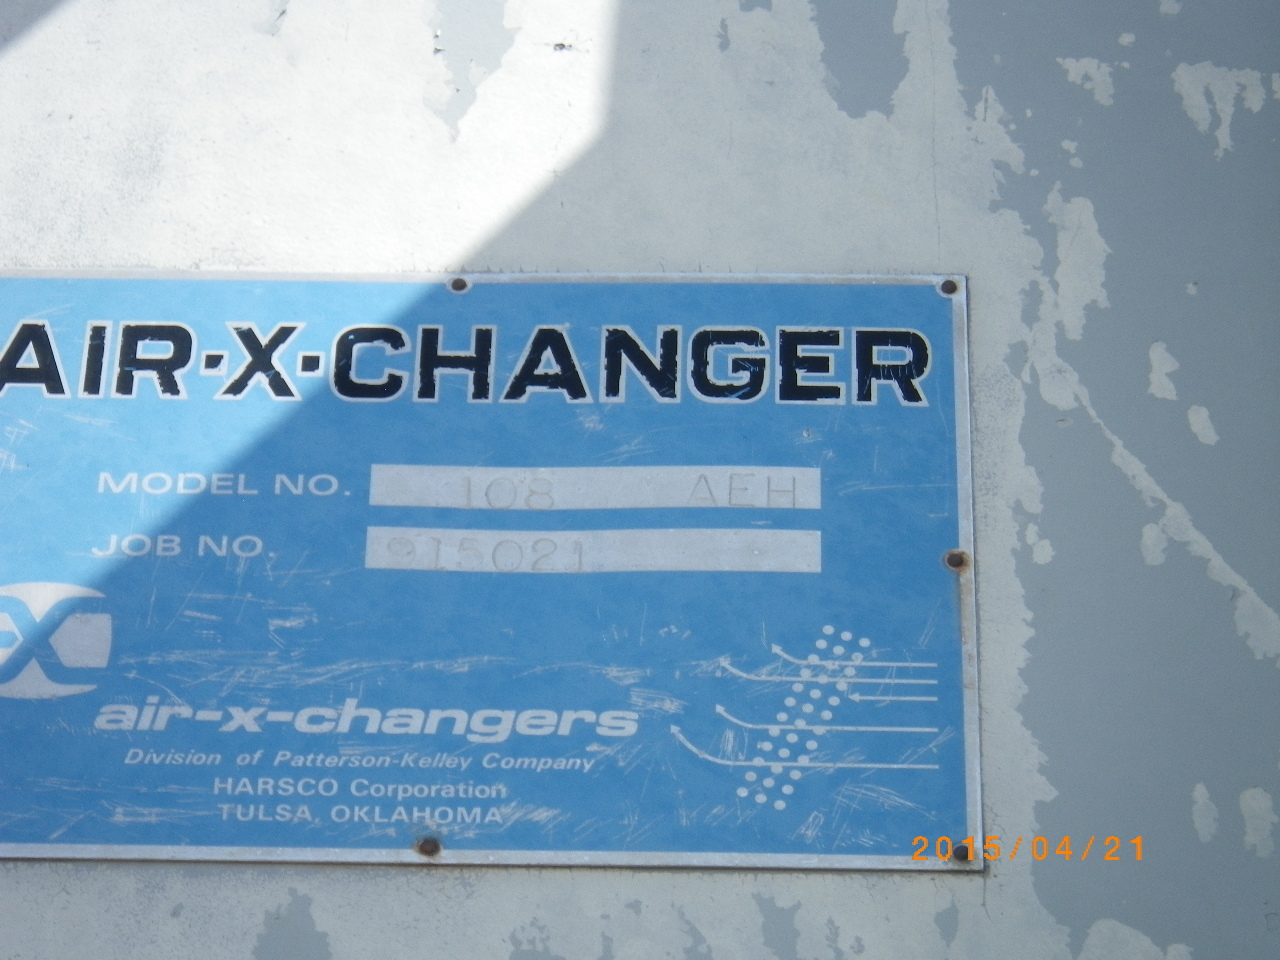 AIR·X·CHANGER
MODEL NO. 108 AEH
JOB NO. 915021
air-x-changers
Division of Patterson-Kelley Company
HARSCO Corporation
TULSA, OKLAHOMA
2015/04/21